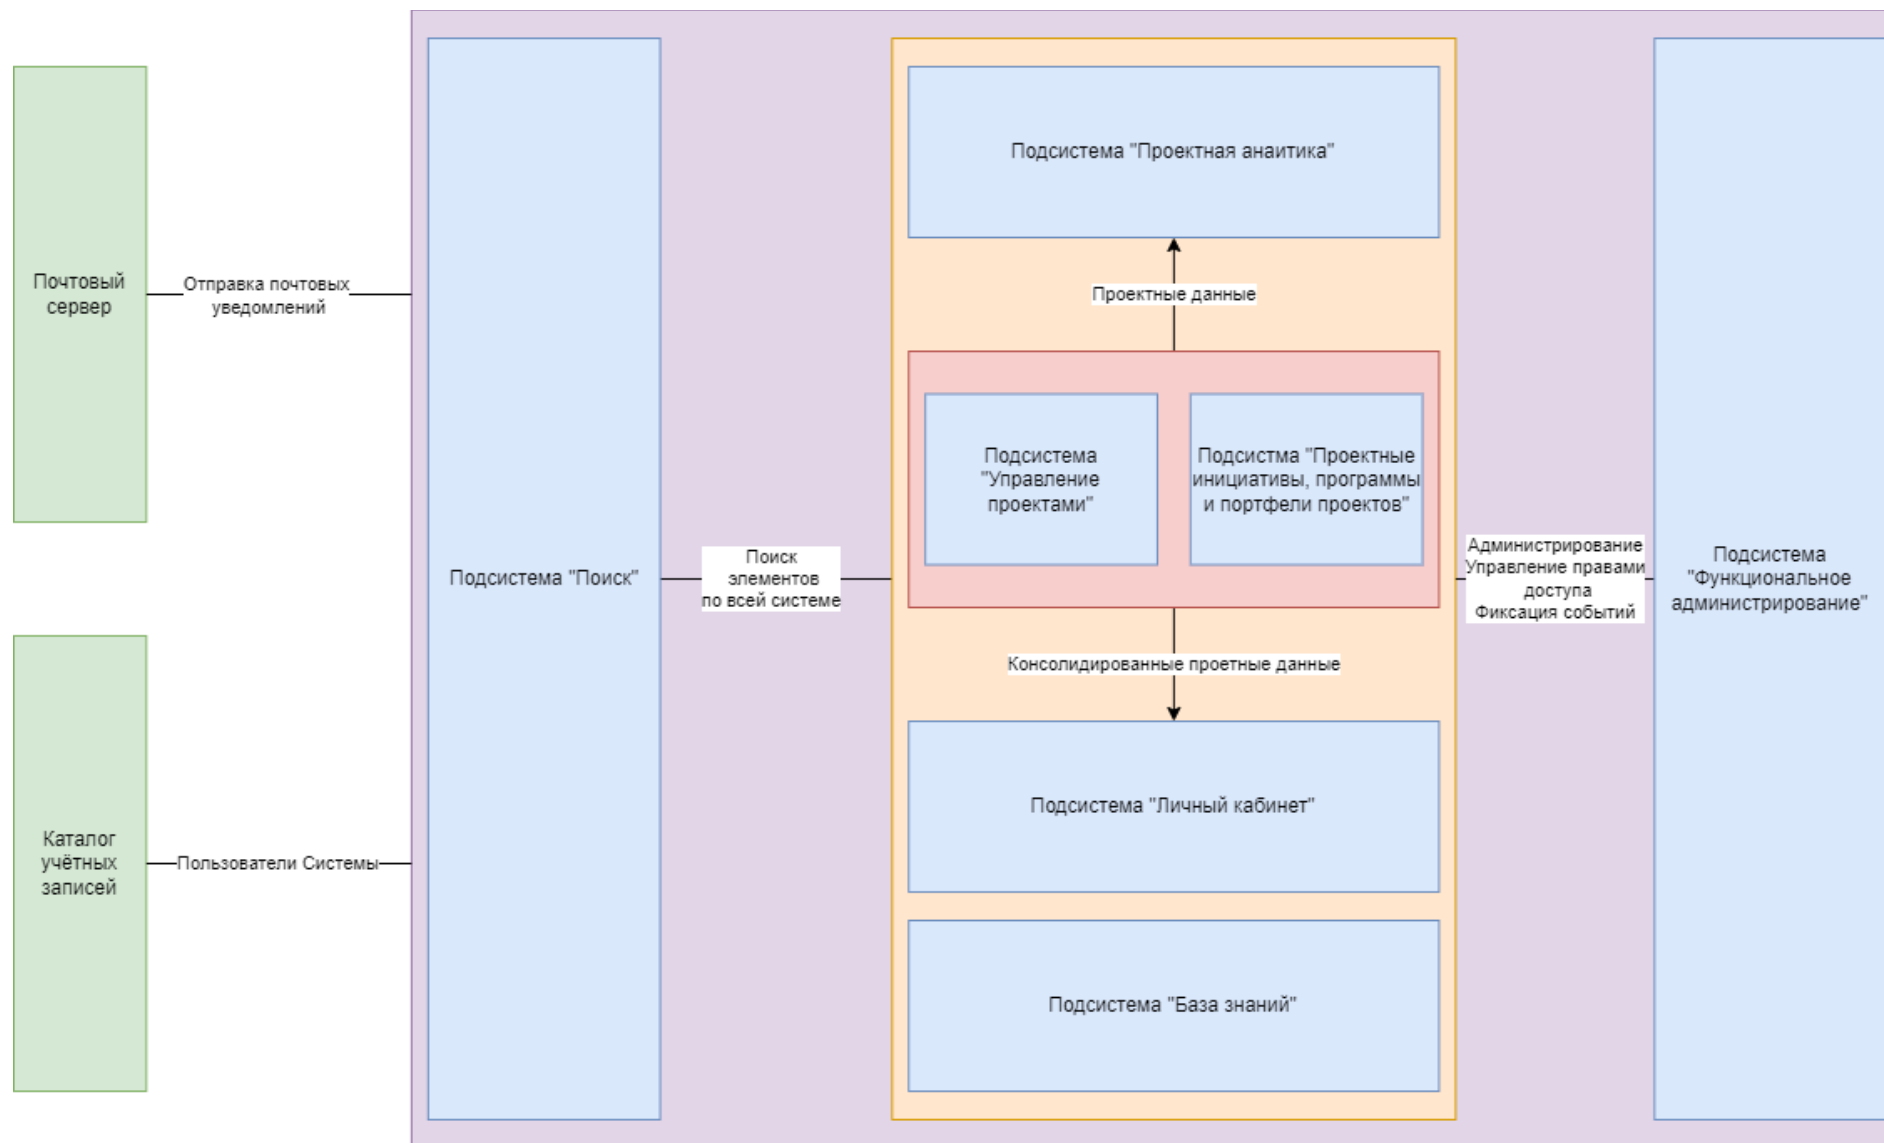 Почтовый
сервер
Отправка почтовых
уведомлений
Каталог
учётных
записей
Пользователи Системы
Подсистема "Поиск"
Поиск
элементов
по всей системе
Подсистема "Проектная анаитика"
Проектные данные
Подсистема
"Управление
проектами"
Подсистма "Проектные
инициативы, программы
и портфели проектов"
Консолидированные проетные данные
Подсистема "Личный кабинет"
Подсистема "База знаний"
Администрирование
Управление правами
доступа
Фиксация событий
Подсистема
"Функциональное
администрирование"